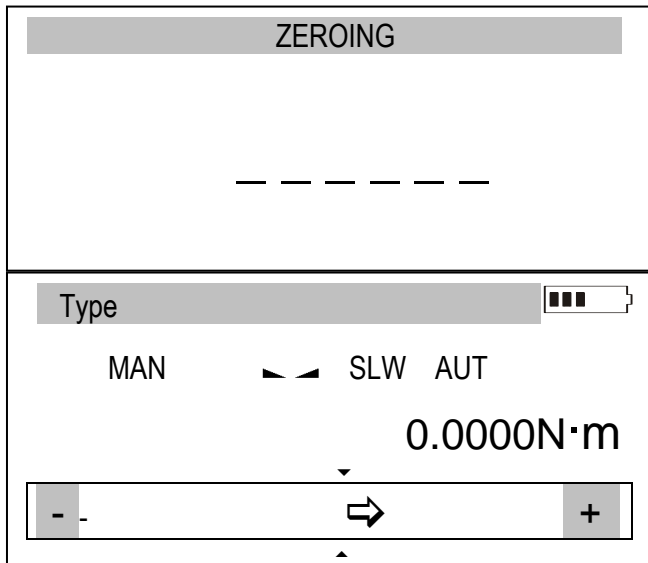 ZEROING
_ _ _ _ _ _
Type
MAN SLW AUT
0.0000N·m
- - +